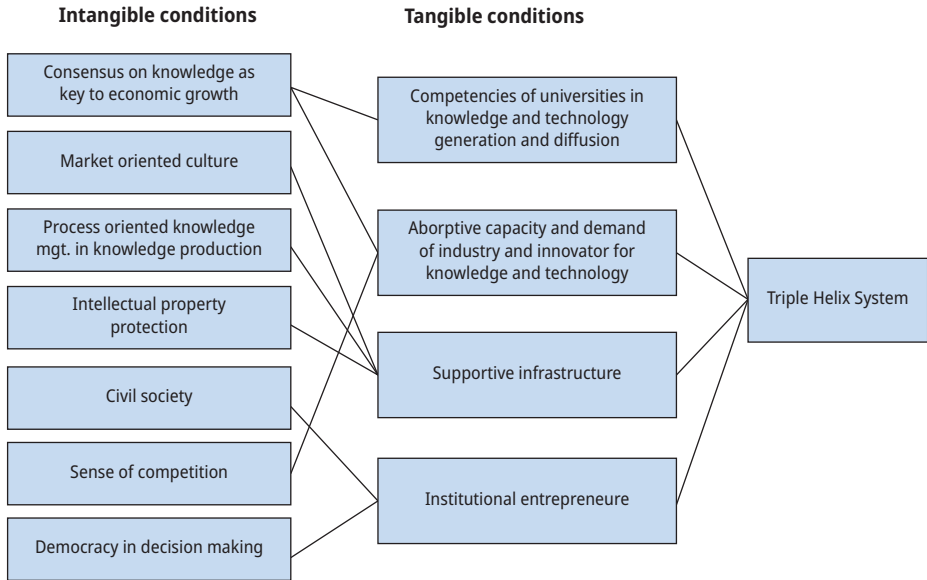 Intangible conditions
Tangible conditions
Consensus on knowledge as
key to economic growth
Market oriented culture
Process oriented knowledge
mgt. in knowledge production
Intellectual property
protection
Civil society
Sense of competition
Democracy in decision making
Competencies of universities in
knowledge and technology
generation and diffusion
Aborptive capacity and demand
of industry and innovator for
knowledge and technology
Supportive infrastructure
Institutional entrepreneure
Triple Helix System